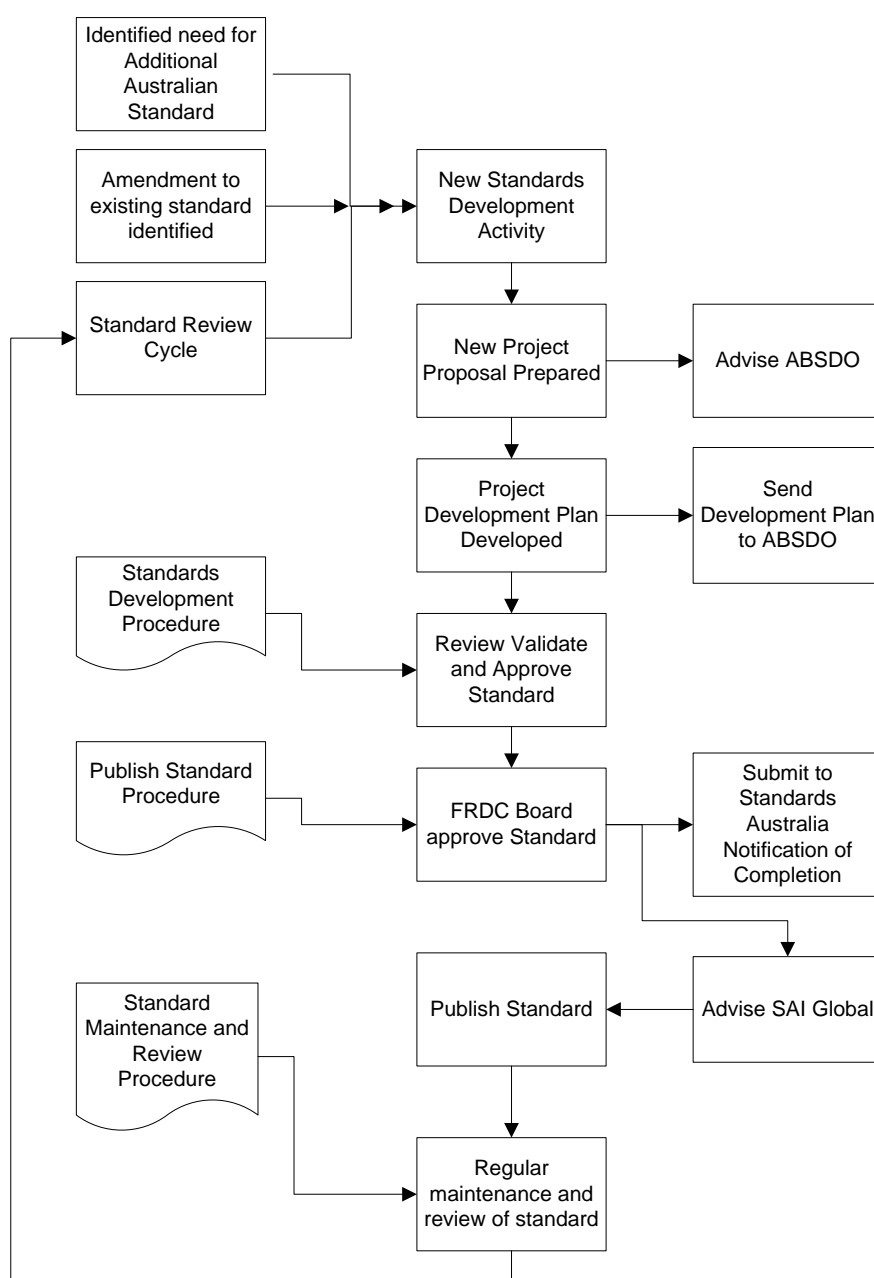 Identified need for
Additional
Australian
Standard
Amendment to
existing standard
identified
New Standards
Development
Activity
Standard Review
Cycle
New Project
Proposal Prepared
Advise ABSDO
Project
Development Plan
Developed
Send
Development Plan
to ABSDO
Standards
Development
Procedure
Review Validate
and Approve
Standard
Publish Standard
Procedure
FRDC Board
approve Standard
Submit to
Standards
Australia
Notification of
Completion
Publish Standard
Advise SAI Global
Standard
Maintenance and
Review
Procedure
Regular
maintenance and
review of standard